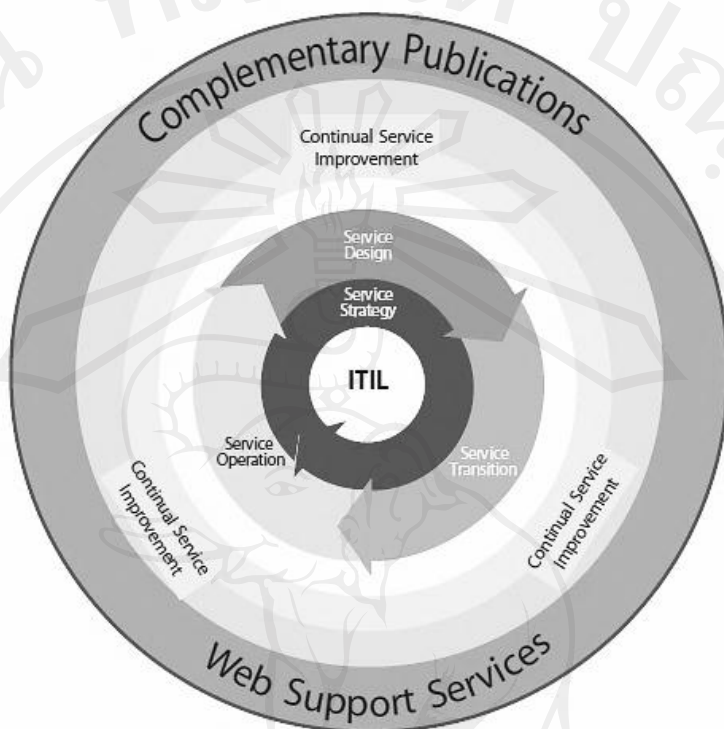 Complementary Publications
Continual Service
Improvement
Service
Design
Service
Strategy
ITIL
Service
Operation
Service
Transition
Continual Service
Improvement
Continual Service
Improvement
Web Support Services